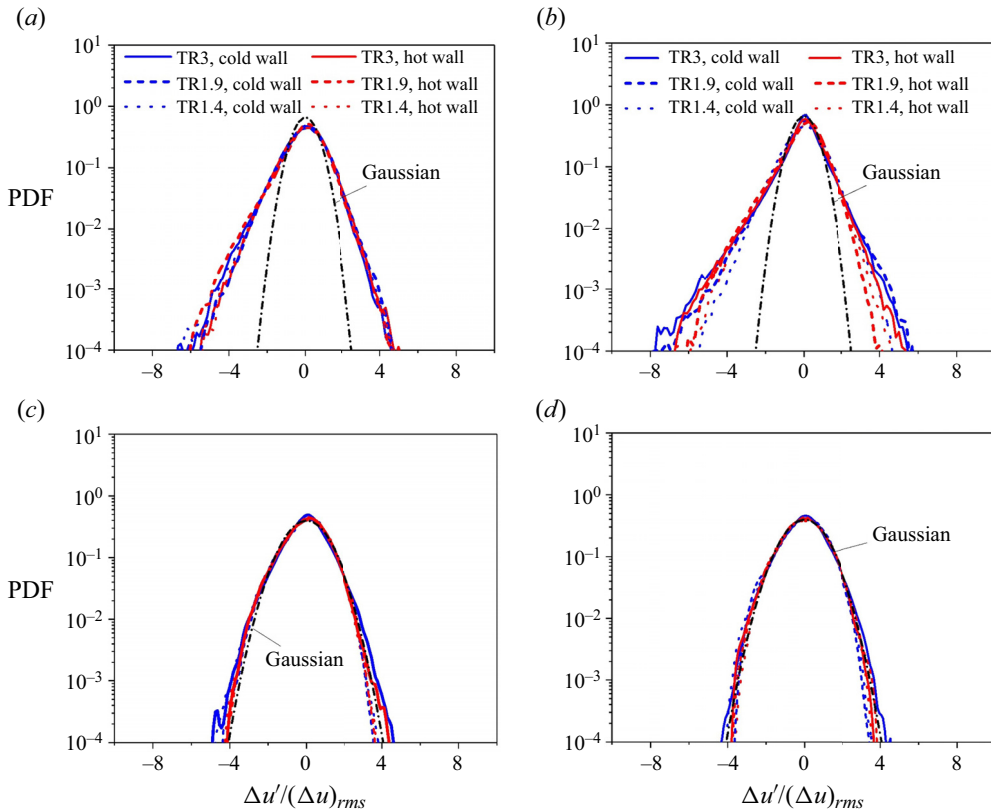 (a)
10^1
TR3, cold wall TR3, hot wall
TR1.9, cold wall TR1.9, hot wall
TR1.4, cold wall TR1.4, hot wall
10^0
10^-1
Gaussian
PDF
10^-2
10^-3
10^-4
−8 −4 0 4 8
(b)
10^1
TR3, cold wall TR3, hot wall
TR1.9, cold wall TR1.9, hot wall
TR1.4, cold wall TR1.4, hot wall
10^0
10^-1
Gaussian
10^-2
10^-3
10^-4
−8 −4 0 4 8
(c)
10^1
10^0
10^-1
PDF
10^-2
Gaussian
10^-3
10^-4
−8 −4 0 4 8
Δu′/(Δu)rms
(d)
10^1
10^0
Gaussian
10^-1
10^-2
10^-3
10^-4
−8 −4 0 4 8
Δu′/(Δu)rms